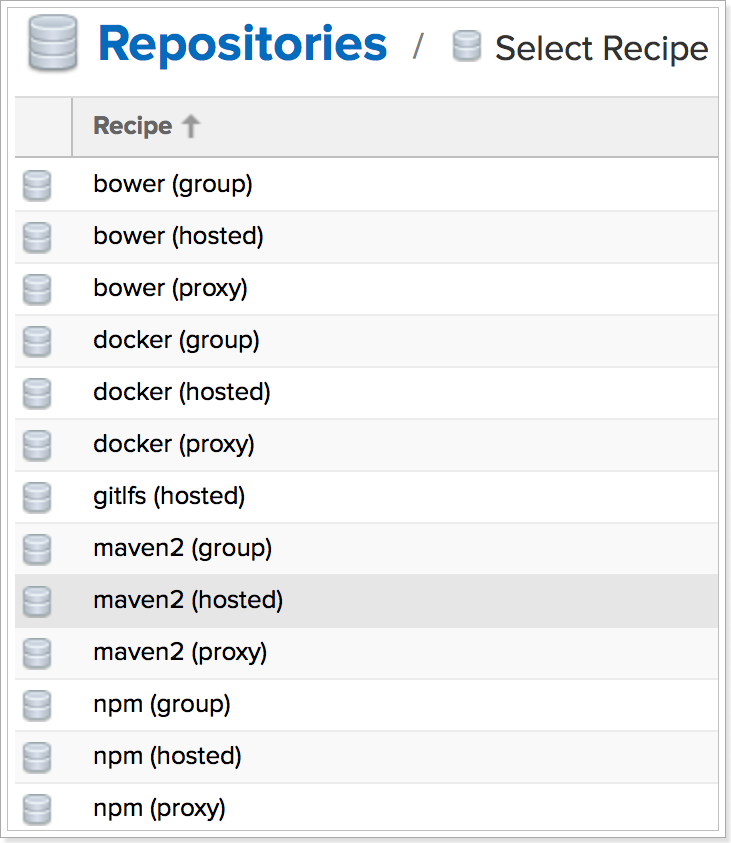 Repositories / Select Recipe
Recipe
bower (group)
bower (hosted)
bower (proxy)
docker (group)
docker (hosted)
docker (proxy)
gitlfs (hosted)
maven2 (group)
maven2 (hosted)
maven2 (proxy)
npm (group)
npm (hosted)
npm (proxy)